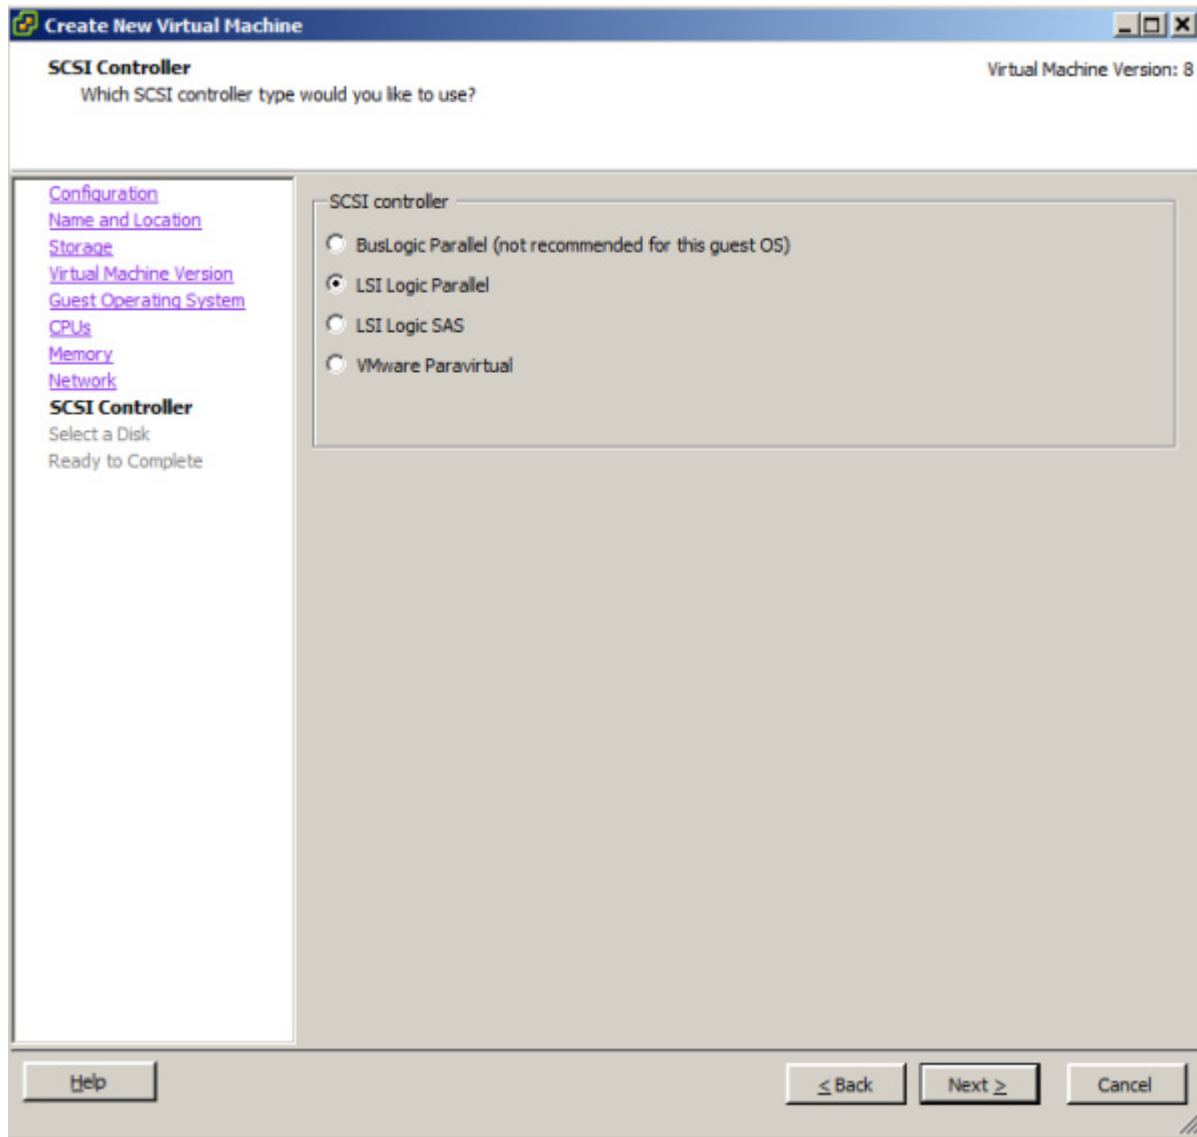 Create New Virtual Machine
SCSI Controller
Virtual Machine Version: 8
Which SCSI controller type would you like to use?
Configuration
Name and Location
Storage
Virtual Machine Version
Guest Operating System
CPUs
Memory
Network
SCSI Controller
Select a Disk
Ready to Complete
SCSI controller
BusLogic Parallel (not recommended for this guest OS)
LSI Logic Parallel
LSI Logic SAS
VMware Paravirtual
Help
< Back
Next >
Cancel